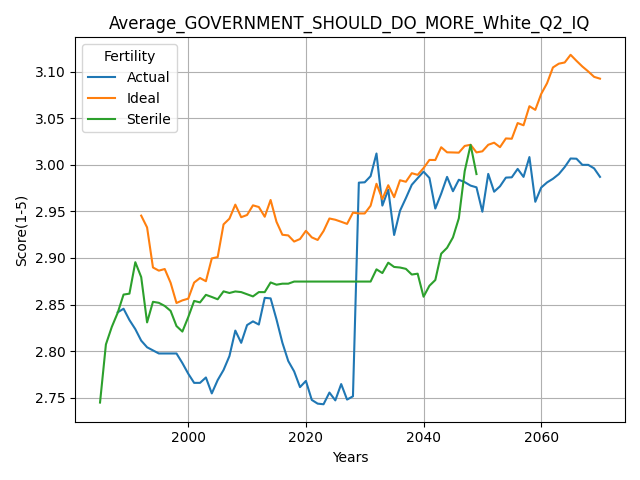 Average_GOVERNMENT_SHOULD_DO_MORE_White_Q2_IQ
Fertility
Actual
Ideal
Sterile
Score(1-5)
3.10
3.05
3.00
2.95
2.90
2.85
2.80
2.75
2000
2020
2040
2060
Years